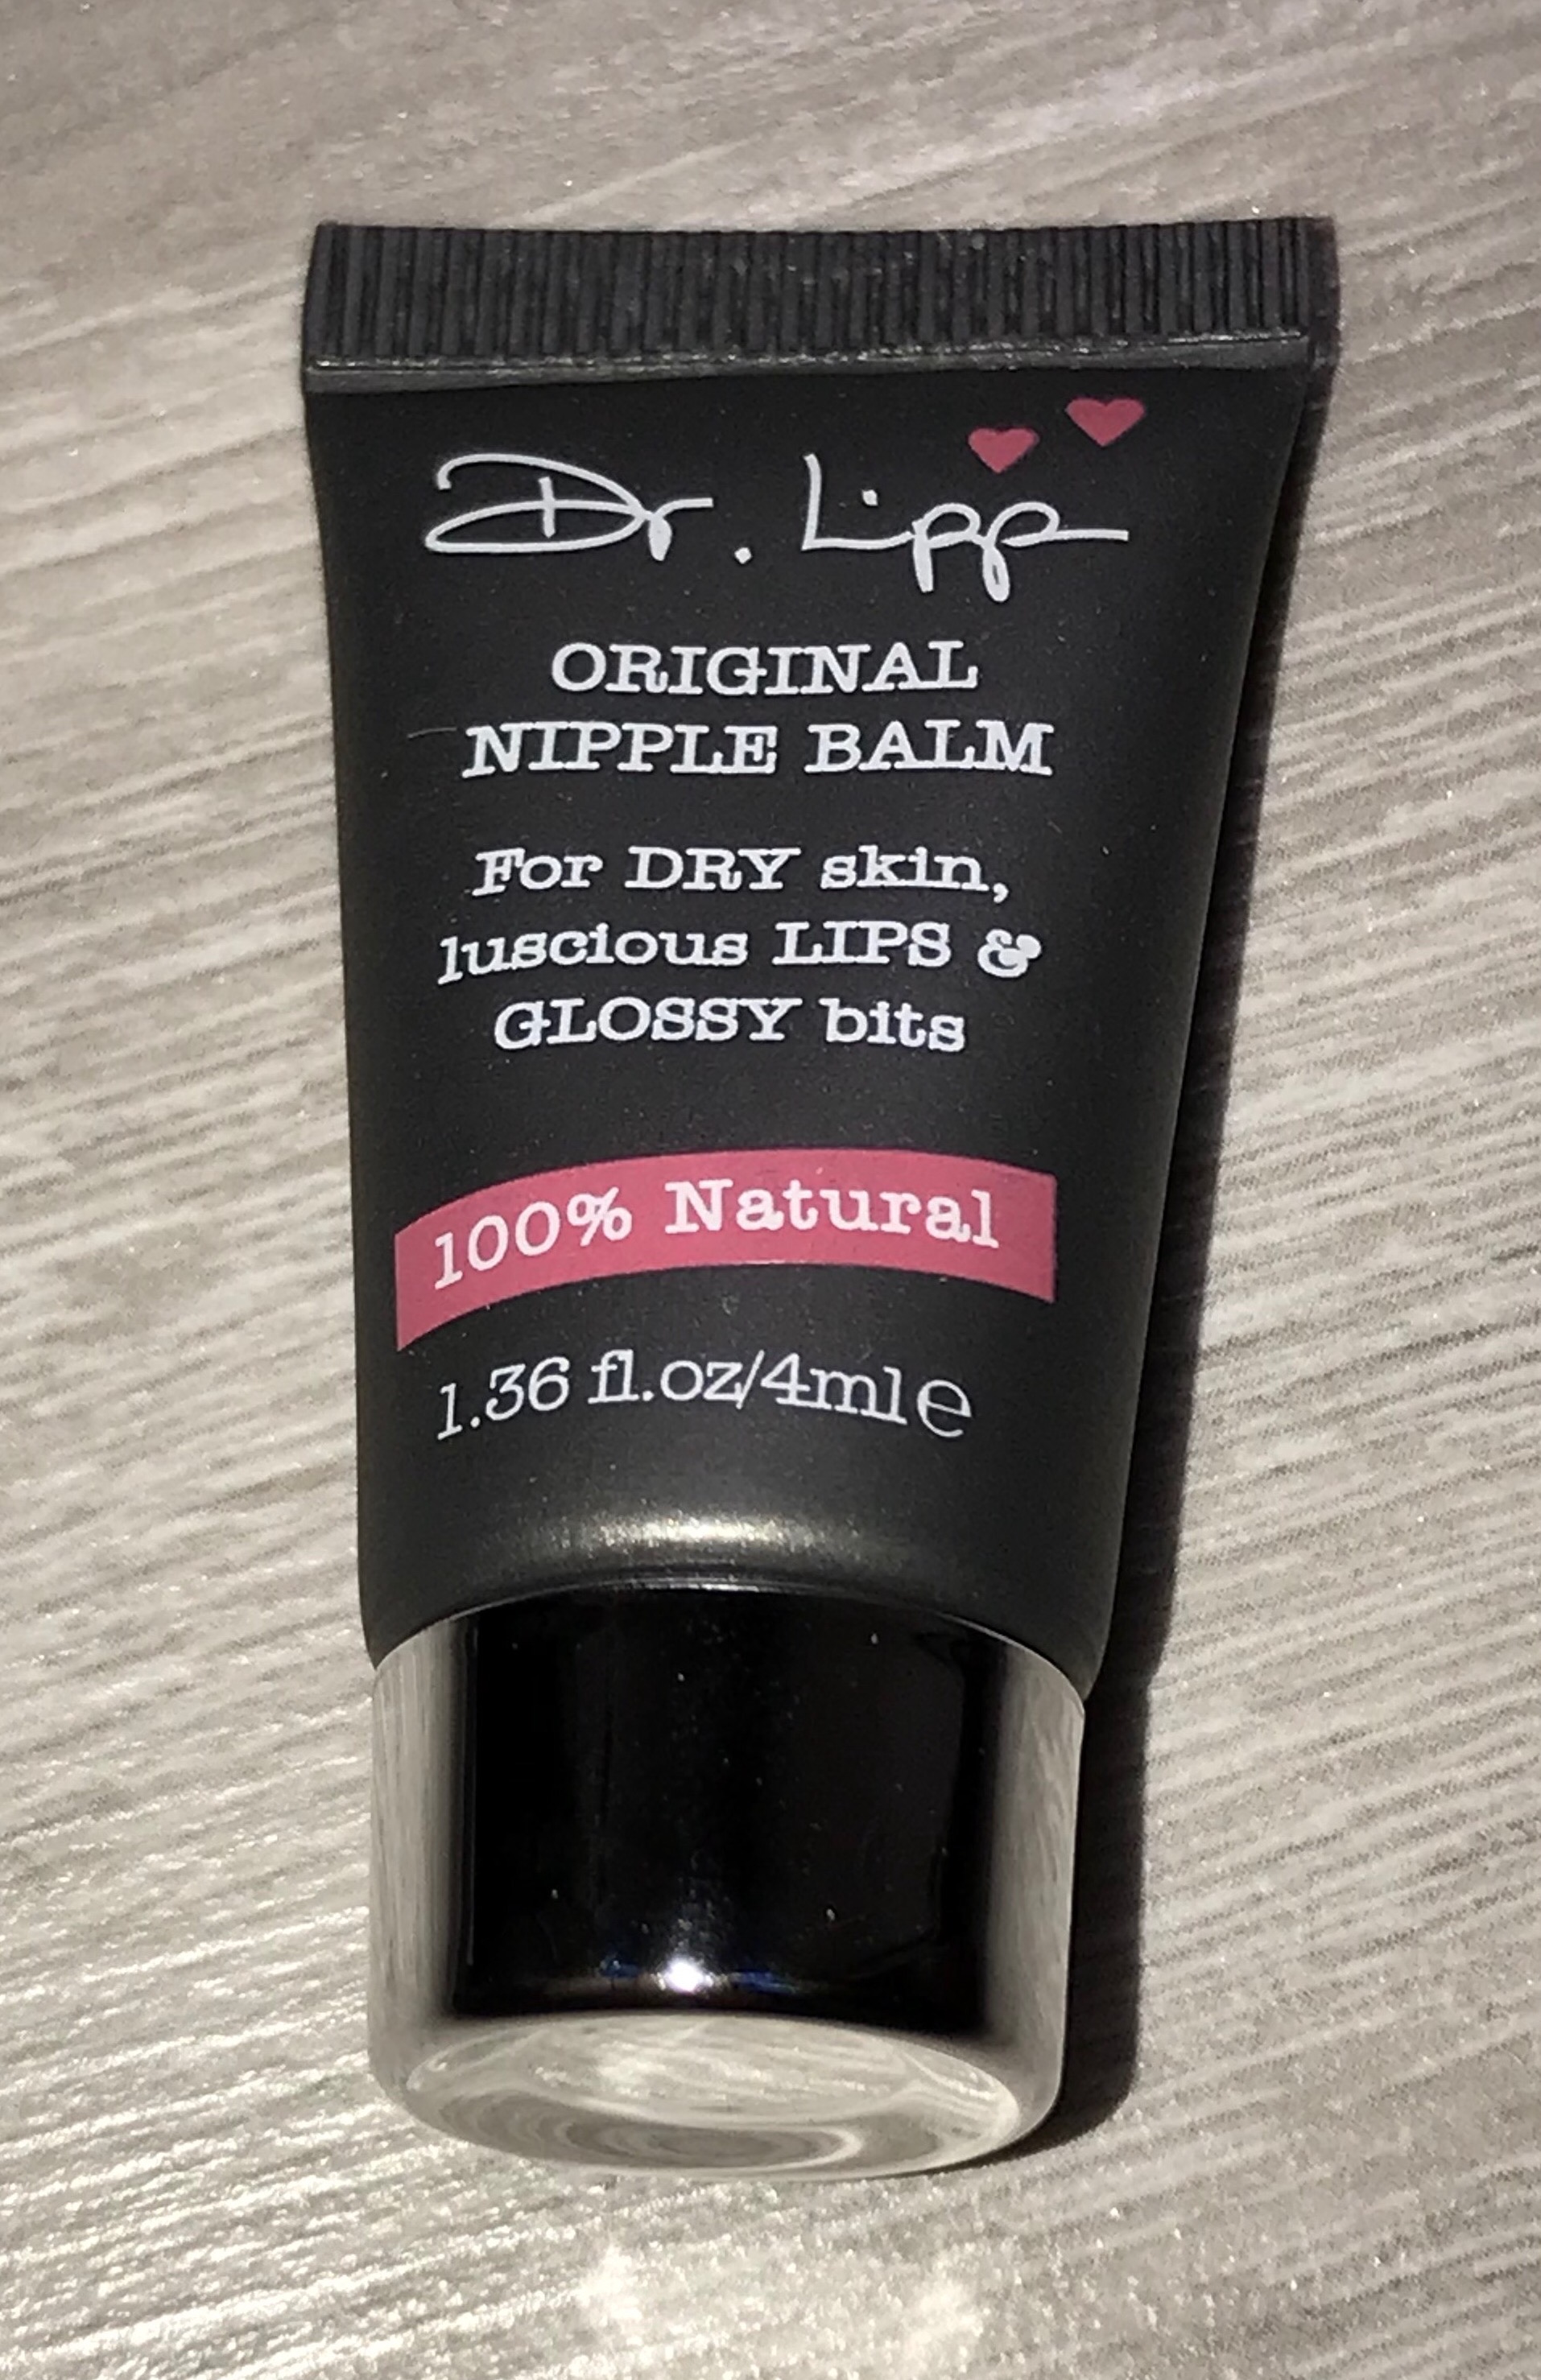 Dr. Lipp
ORIGINAL
NIPPLE BALM
For DRY skin,
luscious LIPS &
GLOSSY bits
100% Natural
1.36 fl.oz/4ml℮